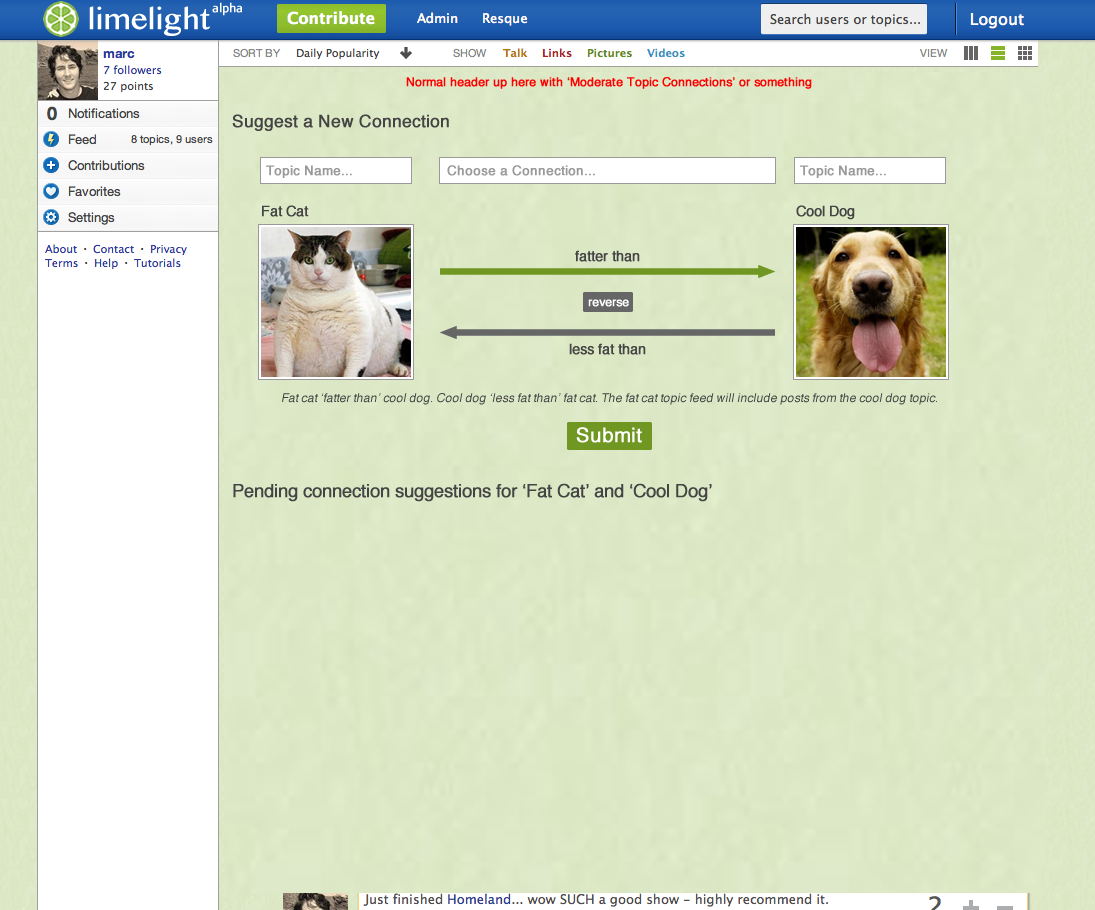 limelight alpha
Contribute
Admin
Resque
Search users or topics...
Logout
marc
7 followers
27 points
0 Notifications
Feed 8 topics, 9 users
Contributions
Favorites
Settings
About · Contact · Privacy
Terms · Help · Tutorials
SORT BY Daily Popularity SHOW Talk Links Pictures Videos VIEW
Normal header up here with ‘Moderate Topic Connections’ or something
Suggest a New Connection
Topic Name... Choose a Connection... Topic Name...
Fat Cat Cool Dog
fatter than
reverse
less fat than
Fat cat ‘fatter than’ cool dog. Cool dog ‘less fat than’ fat cat. The fat cat topic feed will include posts from the cool dog topic.
Submit
Pending connection suggestions for ‘Fat Cat’ and ‘Cool Dog’
Just finished Homeland... wow SUCH a good show – highly recommend it.
2